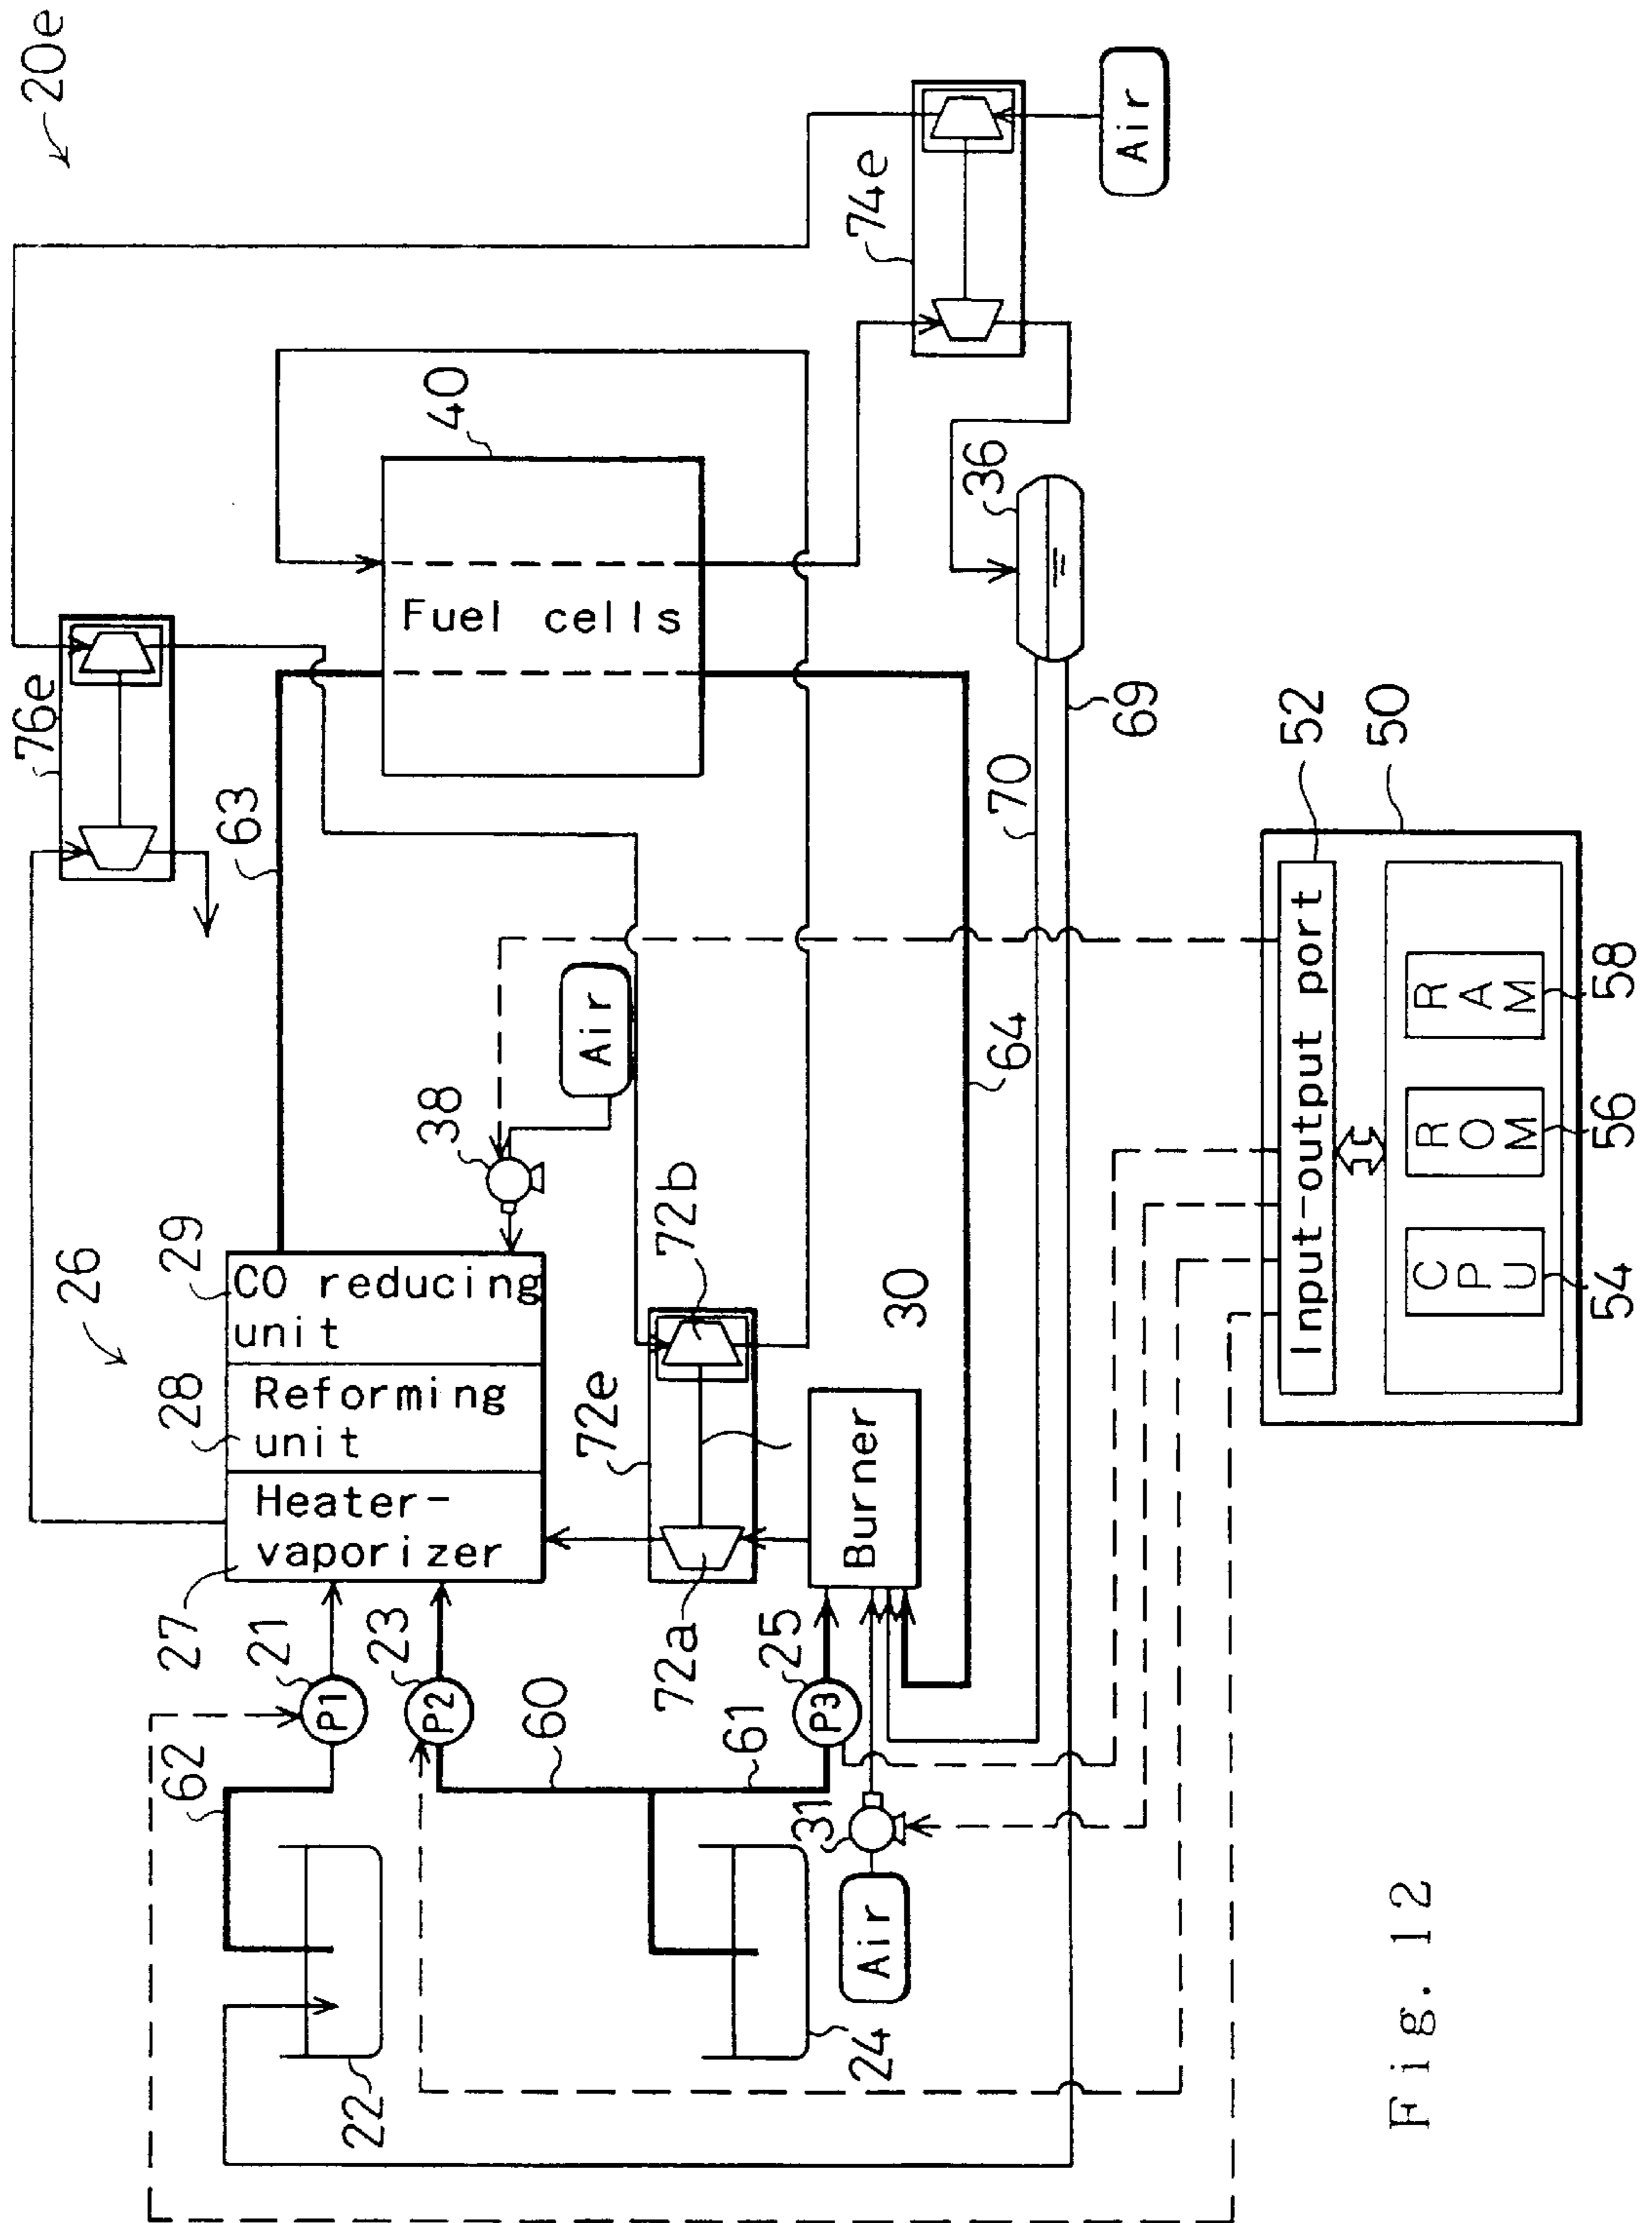 20e
76e
74e
Air
40
Fuel cells
36
63
69
70
64
38
Air
26
29
CO reducing
unit
28
Reforming
unit
27
Heater-
vaporizer
72b
72e
72a
30
Burner
62
21
P1
23
P2
25
P3
60
61
31
Air
22
24
52
50
Input-output port
CPU
ROM
RAM
54
56
58
Fig. 12